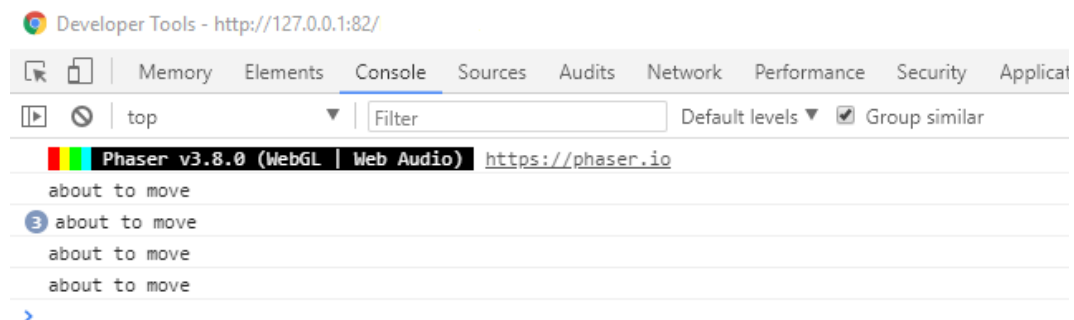 Developer Tools - http://127.0.0.1:82/
Memory Elements Console Sources Audits Network Performance Security Applicat
top Filter Default levels Group similar
Phaser v3.8.0 (WebGL | Web Audio) https://phaser.io
about to move
3 about to move
about to move
about to move